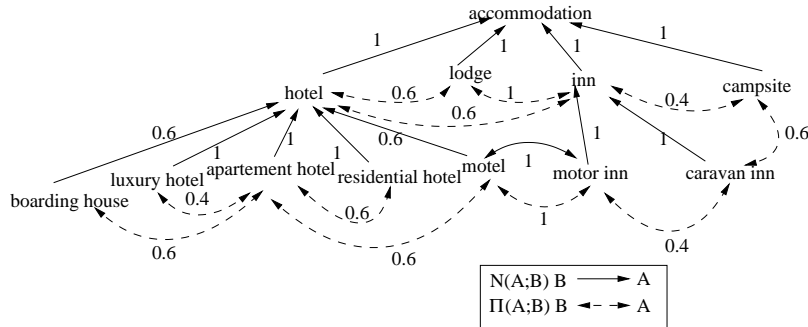 accommodation
1 1 1 1
hotel lodge inn campsite
0.6 1 0.4
0.6
0.6 1 1 1 0.6 1 1 0.6
luxury hotel apartement hotel residential hotel motel 1 motor inn caravan inn
boarding house 0.4 0.6 1 0.4
0.6 0.6
N(A;B) B A
Π(A;B) B A